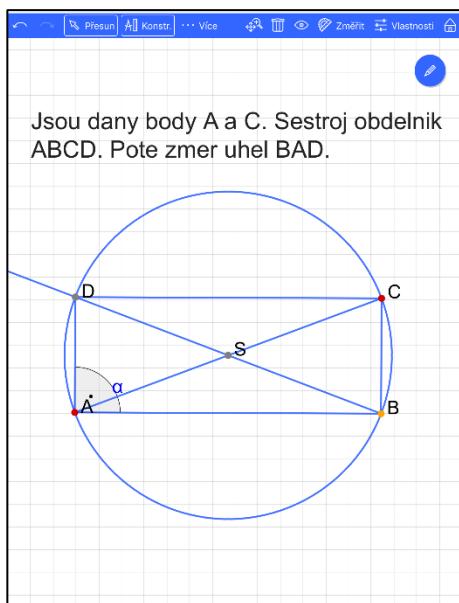 Přesun Konstr. Více Změřit Vlastnosti
Jsou dany body A a C. Sestroj obdelnik
ABCD. Pote zmer uhel BAD.
D C
S
α
A B